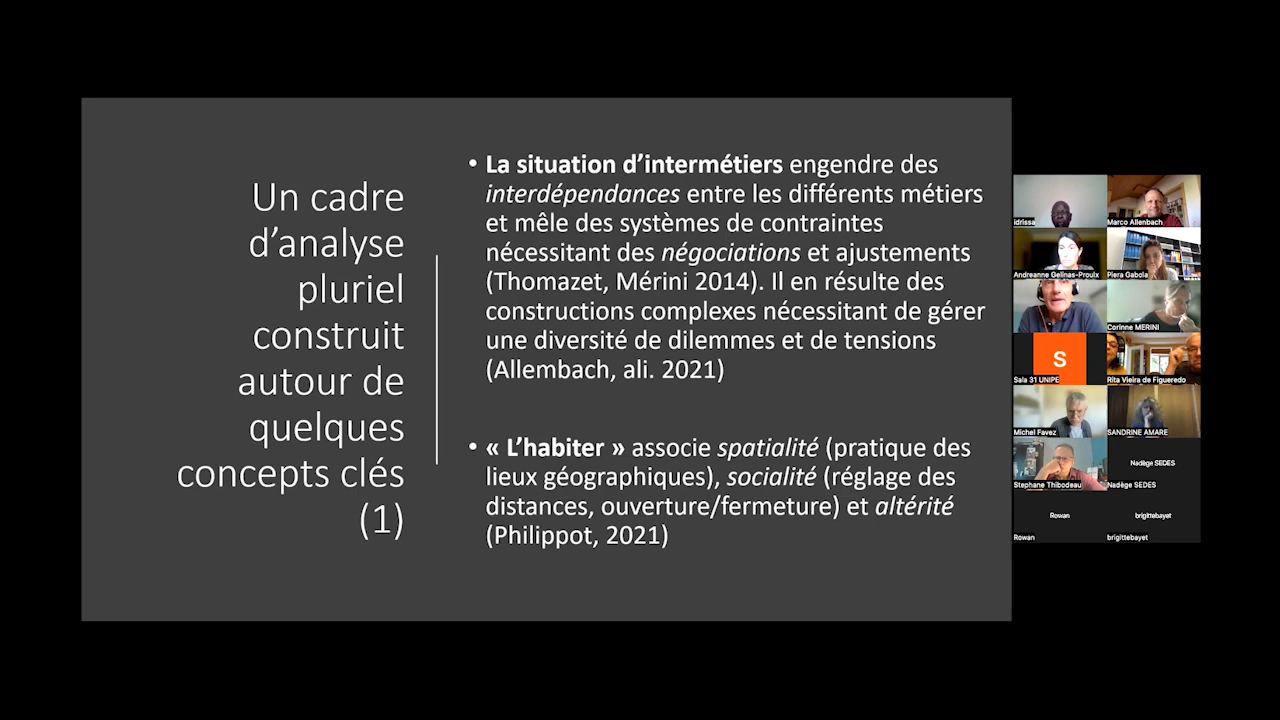 Un cadre
d’analyse
pluriel
construit
autour de
quelques
concepts clés
(1)
• La situation d’intermétiers engendre des
interdépendances entre les différents métiers
et mêle des systèmes de contraintes
nécessitant des négociations et ajustements
(Thomazet, Mérini 2014). Il en résulte des
constructions complexes nécessitant de gérer
une diversité de dilemmes et de tensions
(Allembach, ali. 2021)
• « L’habiter » associe spatialité (pratique des
lieux géographiques), socialité (réglage des
distances, ouverture/fermeture) et altérité
(Philippot, 2021)
idrissa
Marco Allenbach
Andreanne Gelinas-Proulx
Piera Gabola
Corinne MERINI
S
Sala 31 UNIPE
Rita Vieira de Figueredo
Michel Favez
SANDRINE AMARE
Stephane Thibodeau
Nadège SEDES
Nadège SEDES
Rowan
Rowan
brigittebayet
brigittebayet